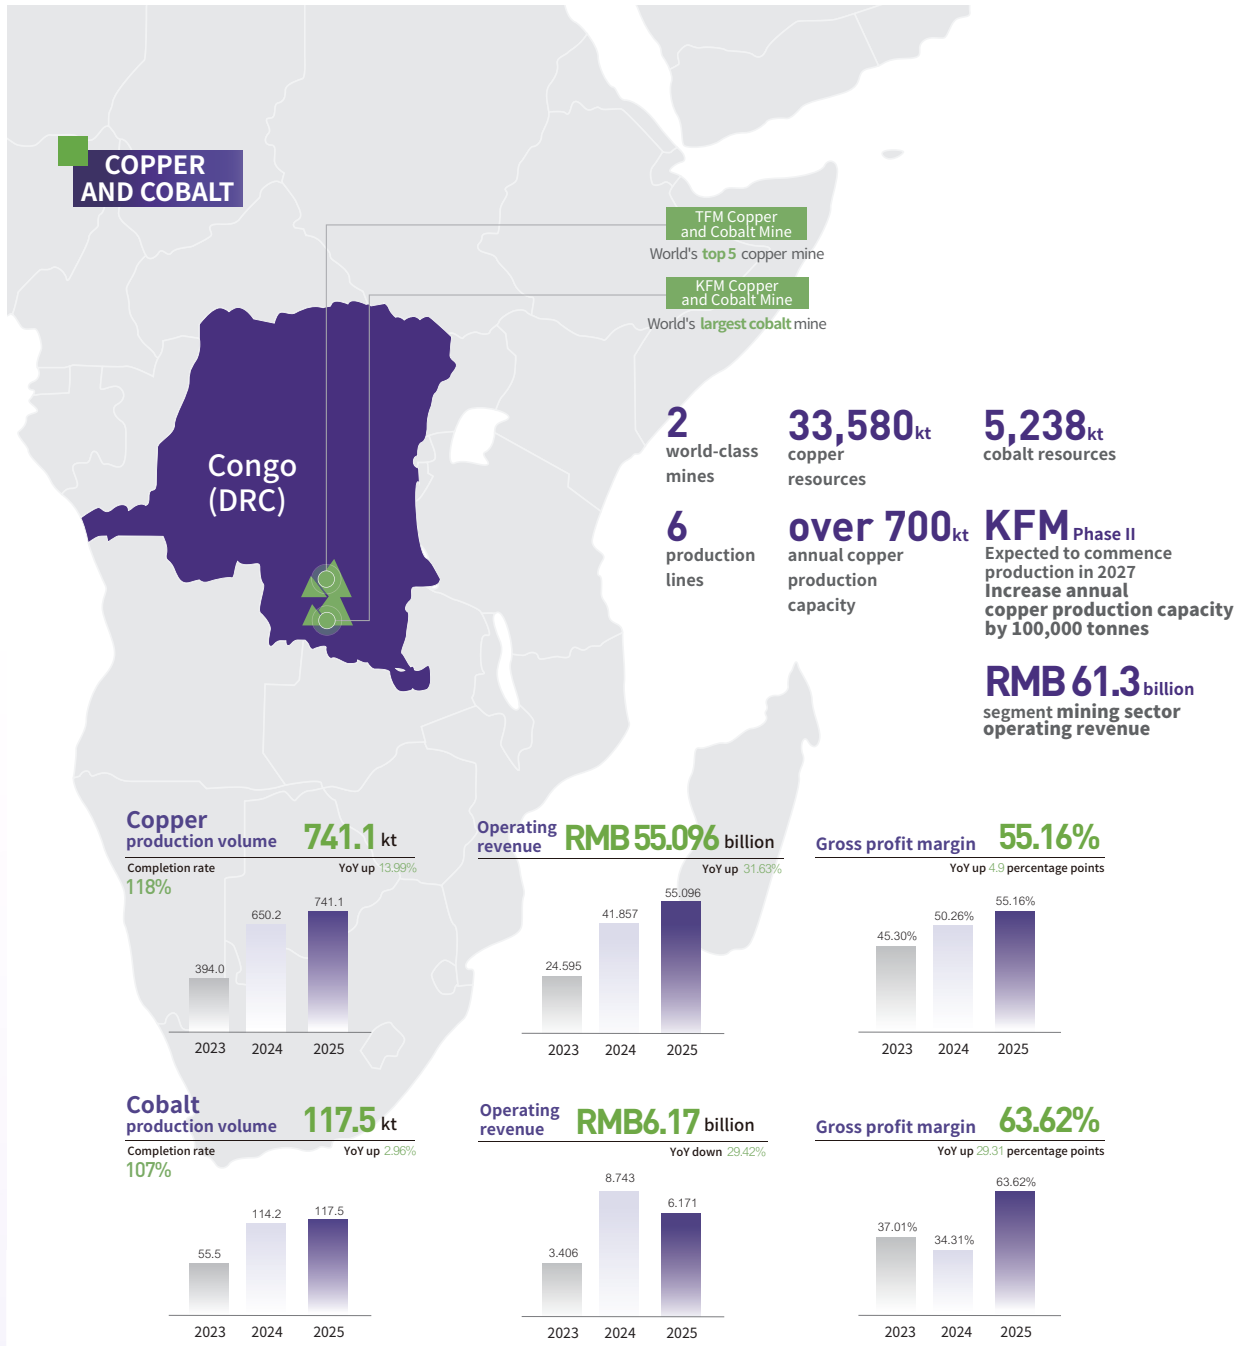 COPPER
AND COBALT
TFM Copper
and Cobalt Mine
World's top 5 copper mine
KFM Copper
and Cobalt Mine
World's largest cobalt mine
Congo
(DRC)
2
world-class
mines
33,580kt
copper
resources
5,238kt
cobalt resources
6
production
lines
over 700kt
annual copper
production
capacity
KFM Phase II
Expected to commence
production in 2027
Increase annual
copper production capacity
by 100,000 tonnes
RMB 61.3 billion
segment mining sector
operating revenue
Copper
production volume 741.1 kt
Completion rate YoY up 13.99%
118%
741.1
650.2
394.0
2023 2024 2025
Operating
revenue RMB 55.096 billion
YoY up 31.63%
55.096
41.857
24.595
2023 2024 2025
Gross profit margin 55.16%
YoY up 4.9 percentage points
55.16%
50.26%
45.30%
2023 2024 2025
Cobalt
production volume 117.5 kt
Completion rate YoY up 2.96%
107%
117.5
114.2
55.5
2023 2024 2025
Operating
revenue RMB6.17 billion
YoY down 29.42%
8.743
6.171
3.406
2023 2024 2025
Gross profit margin 63.62%
YoY up 29.31 percentage points
63.62%
37.01%
34.31%
2023 2024 2025